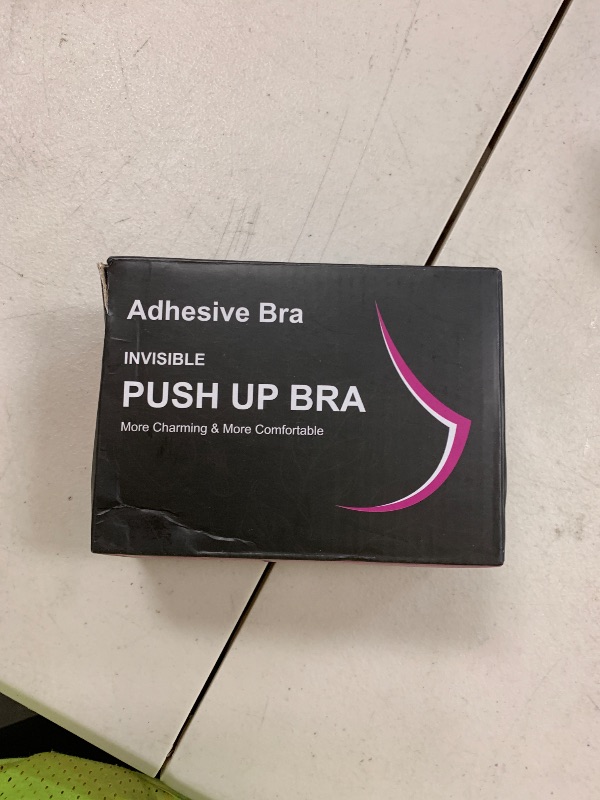 Adhesive Bra
INVISIBLE
PUSH UP BRA
More Charming & More Comfortable